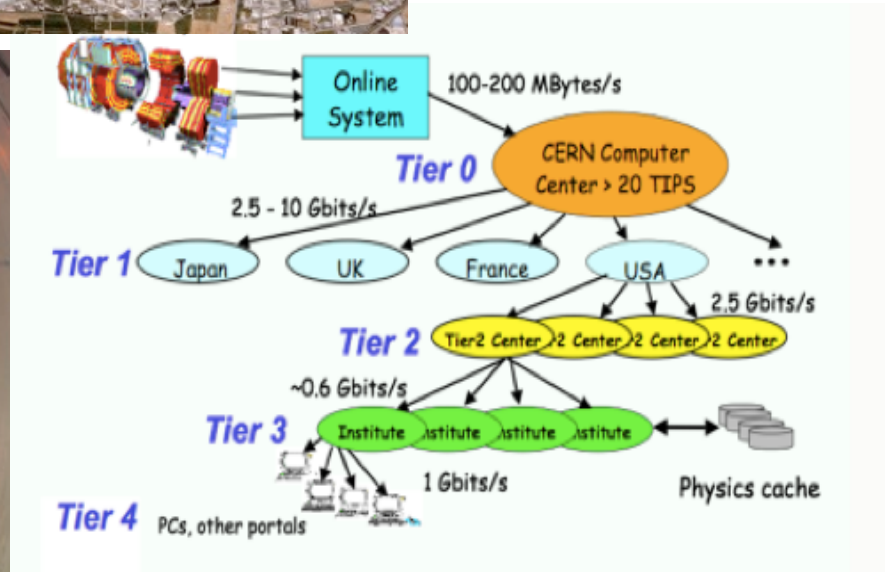 Online
System
100-200 MBytes/s
Tier 0
CERN Computer
Center > 20 TIPS
2.5 - 10 Gbits/s
Tier 1
Japan
UK
France
USA
...
2.5 Gbits/s
Tier 2
Tier2 Center
-2 Center
-2 Center
-2 Center
~0.6 Gbits/s
Tier 3
Institute
nstitute
nstitute
nstitute
1 Gbits/s
Physics cache
Tier 4
PCs, other portals